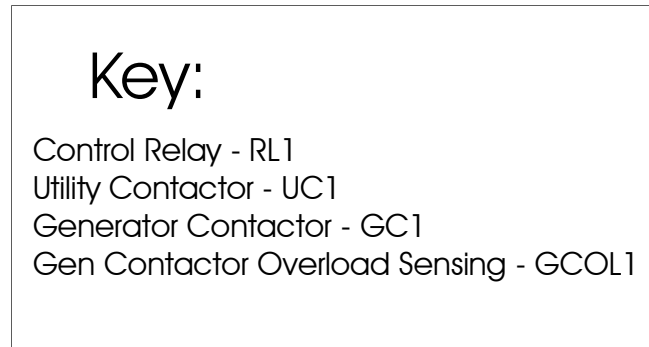 Key:
Control Relay - RL1
Utility Contactor - UC1
Generator Contactor - GC1
Gen Contactor Overload Sensing - GCOL1